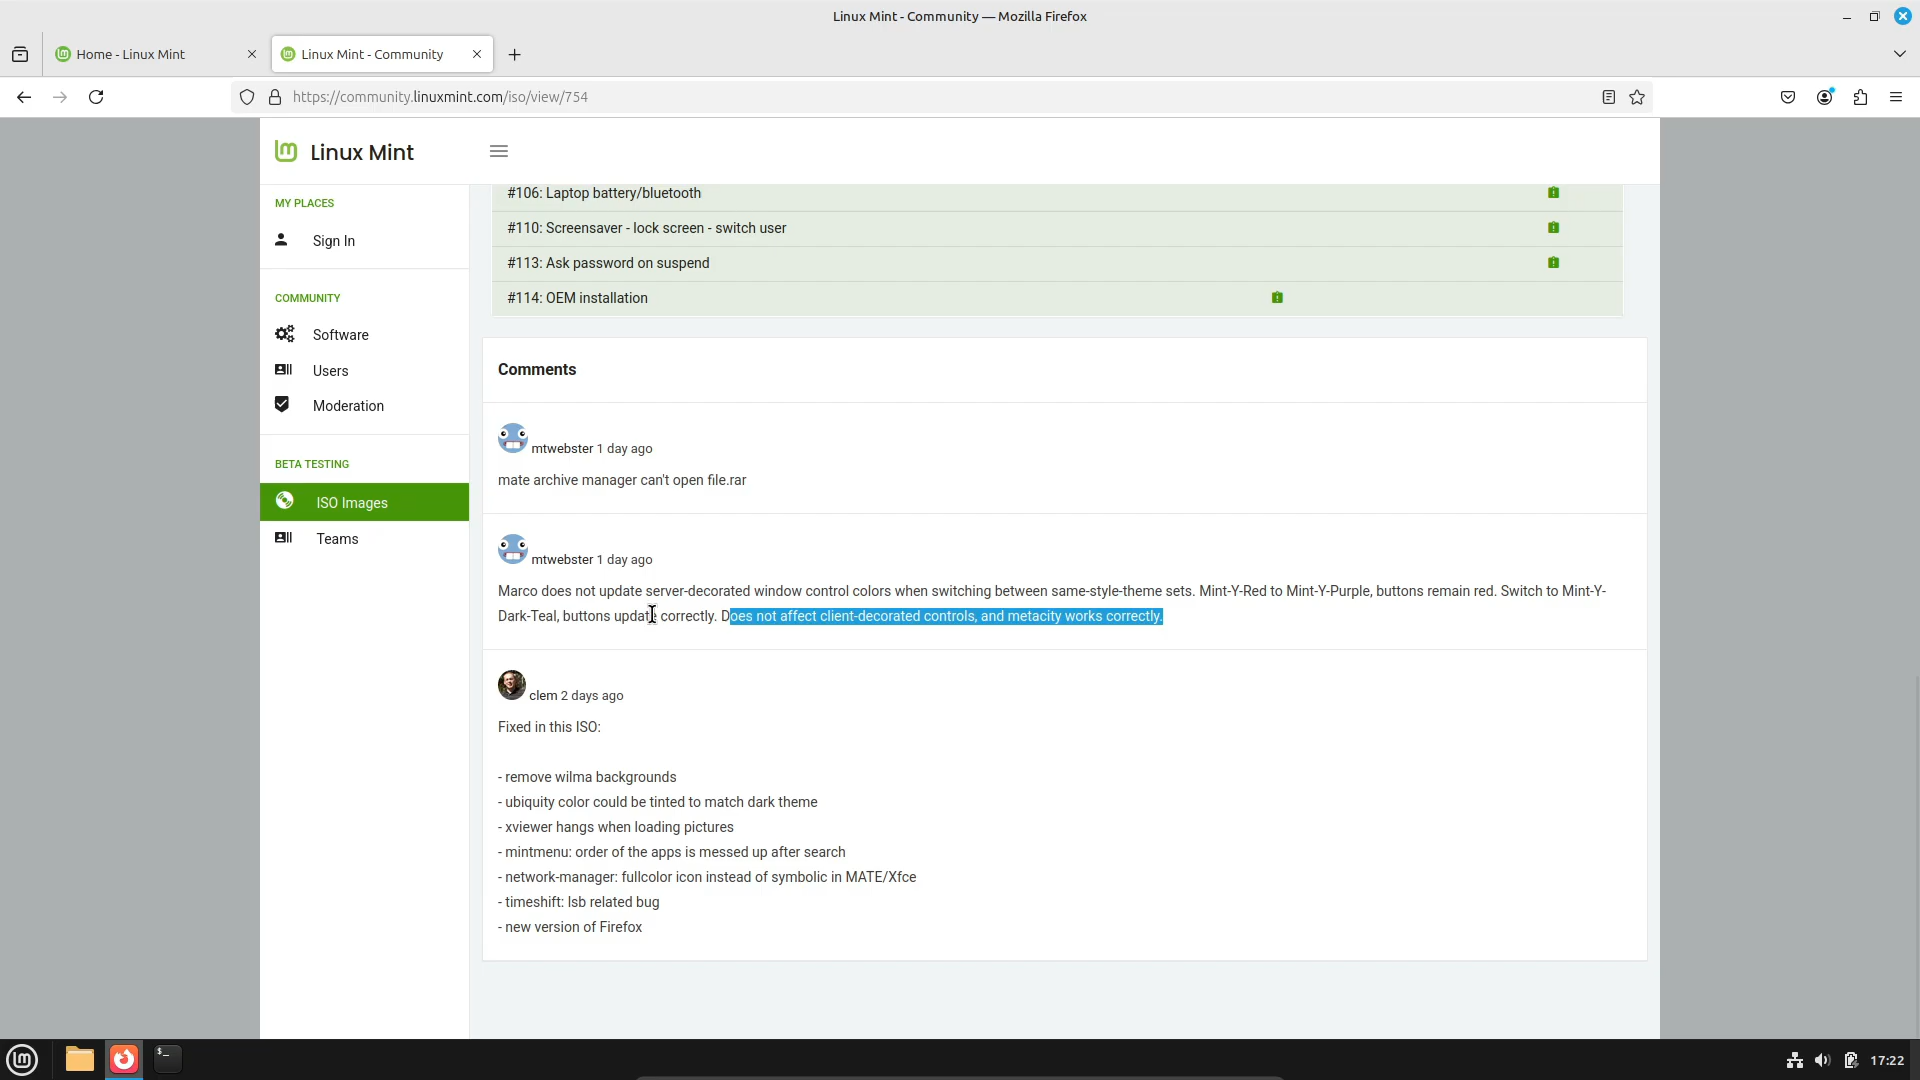 Linux Mint - Community — Mozilla Firefox
Home - Linux Mint
Linux Mint - Community
https://community.linuxmint.com/iso/view/754
Linux Mint
MY PLACES
Sign In
COMMUNITY
Software
Users
Moderation
BETA TESTING
ISO Images
Teams
#106: Laptop battery/bluetooth
#110: Screensaver - lock screen - switch user
#113: Ask password on suspend
#114: OEM installation
Comments
mtwebster 1 day ago
mate archive manager can't open file.rar
mtwebster 1 day ago
Marco does not update server-decorated window control colors when switching between same-style-theme sets. Mint-Y-Red to Mint-Y-Purple, buttons remain red. Switch to Mint-Y-
Dark-Teal, buttons update correctly. Does not affect client-decorated controls, and metacity works correctly.
clem 2 days ago
Fixed in this ISO:
- remove wilma backgrounds
- ubiquity color could be tinted to match dark theme
- xviewer hangs when loading pictures
- mintmenu: order of the apps is messed up after search
- network-manager: fullcolor icon instead of symbolic in MATE/Xfce
- timeshift: lsb related bug
- new version of Firefox
17:22